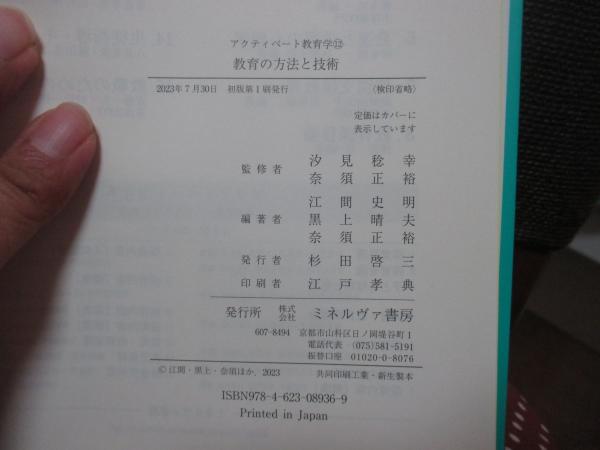 アクティベート教育学⑫
教育の方法と技術
2023年7月30日 初版第1刷発行 〈検印省略〉
定価はカバーに
表示しています
監修者 汐見稔幸
奈須正裕
編著者 江間史明
黒上晴夫
奈須正裕
発行者 杉田啓三
印刷者 江戸孝典
発行所 株式会社 ミネルヴァ書房
607-8494 京都市山科区日ノ岡堤谷町1
電話代表 (075)581-5191
振替口座 01020-0-8076
©江間・黒上・奈須ほか, 2023 共同印刷工業・新生製本
ISBN978-4-623-08936-9
Printed in Japan